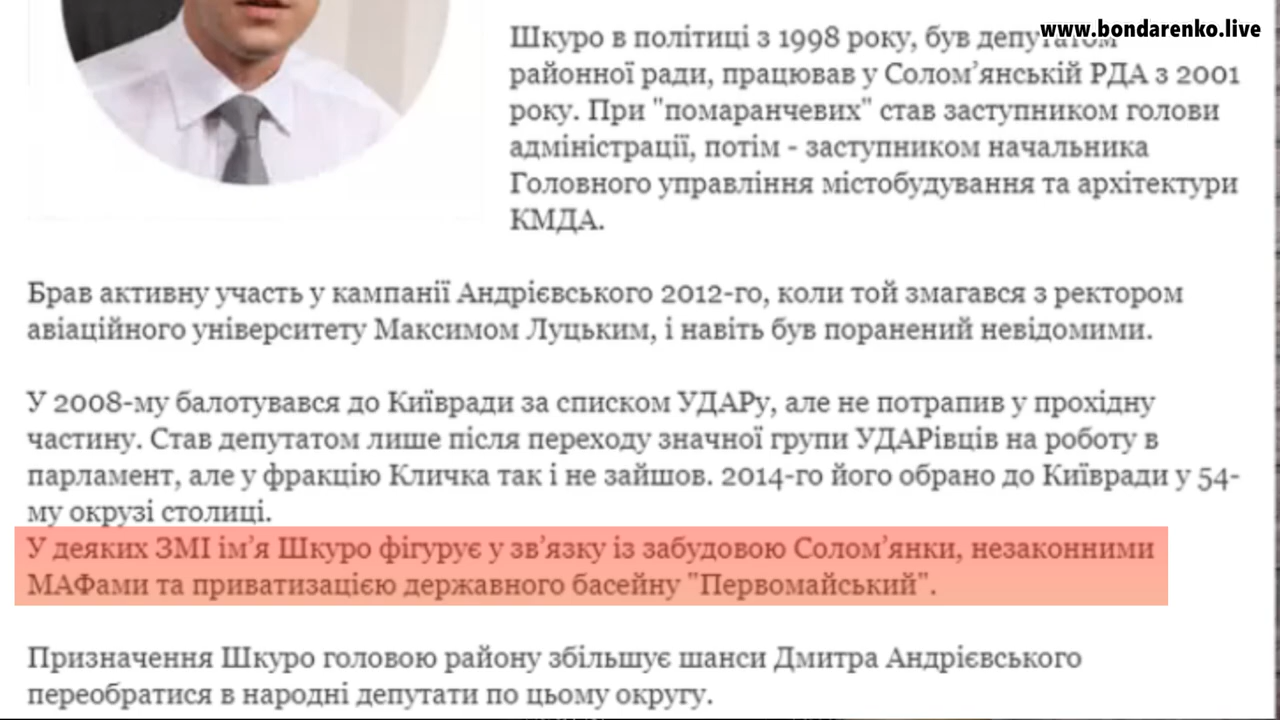 www.bondarenko.live
Шкуро в політиці з 1998 року, був депутатом
районної ради, працював у Солом’янській РДА з 2001
року. При "помаранчевих" став заступником голови
адміністрації, потім - заступником начальника
Головного управління містобудування та архітектури
КМДА.
Брав активну участь у кампанії Андрієвського 2012-го, коли той змагався з ректором
авіаційного університету Максимом Луцьким, і навіть був поранений невідомими.
У 2008-му балотувався до Київради за списком УДАРу, але не потрапив у прохідну
частину. Став депутатом лише після переходу значної групи УДАРівців на роботу в
парламент, але у фракцію Кличка так і не зайшов. 2014-го його обрано до Київради у 54-
му окрузі столиці.
У деяких ЗМІ ім’я Шкуро фігурує у зв’язку із забудовою Солом’янки, незаконними
МАФами та приватизацією державного басейну "Первомайський".
Призначення Шкуро головою району збільшує шанси Дмитра Андрієвського
переобратися в народні депутати по цьому округу.